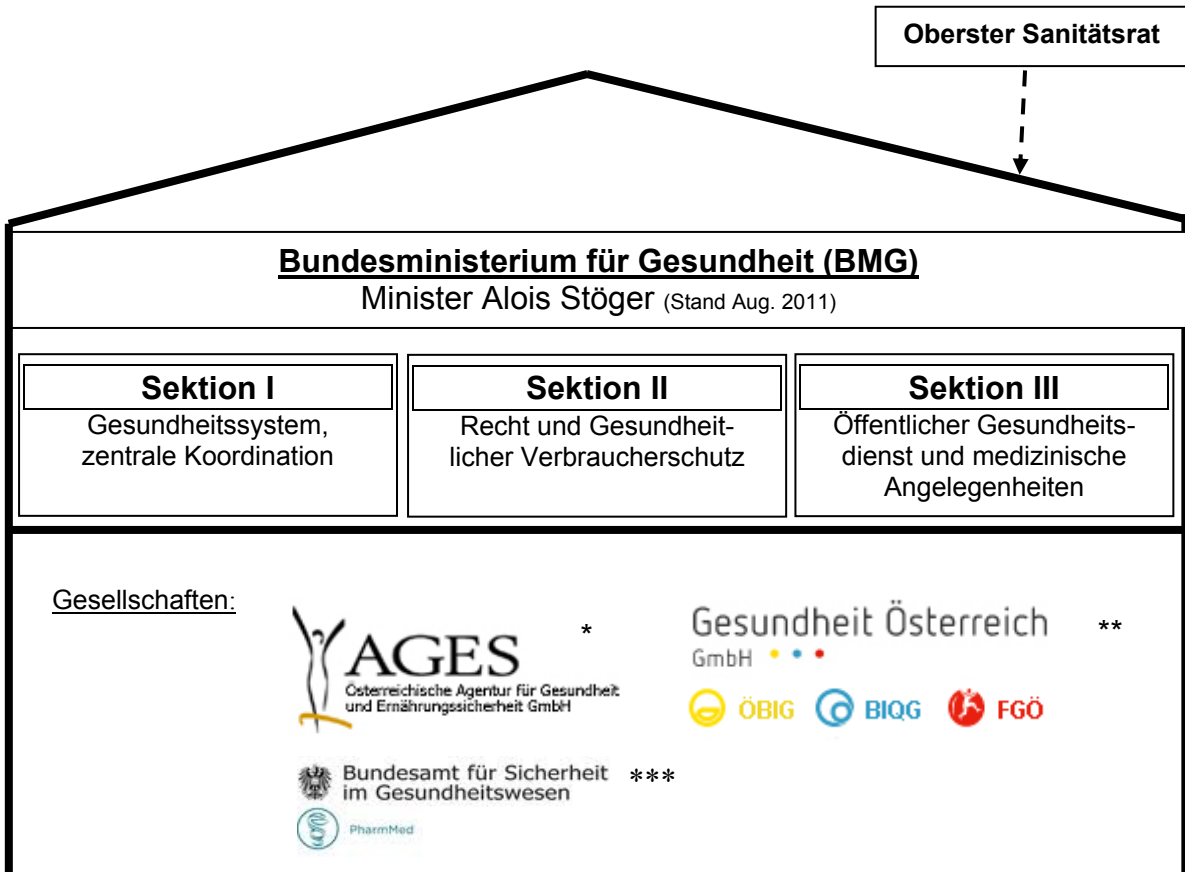 Oberster Sanitätsrat
Bundesministerium für Gesundheit (BMG)
Minister Alois Stöger (Stand Aug. 2011)
Sektion I
Gesundheitssystem,
zentrale Koordination
Sektion II
Recht und Gesundheit-
licher Verbraucherschutz
Sektion III
Öffentlicher Gesundheits-
dienst und medizinische
Angelegenheiten
Gesellschaften:
AGES *
Österreichische Agentur für Gesundheit
und Ernährungssicherheit GmbH
Gesundheit Österreich **
GmbH
ÖBIG BIQG FGÖ
Bundesamt für Sicherheit ***
im Gesundheitswesen
PharmMed